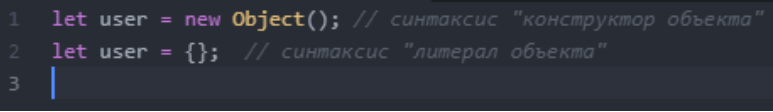 1 let user = new Object(); // синтаксис "конструктор объекта"
2 let user = {};  // синтаксис "литерал объекта"
3